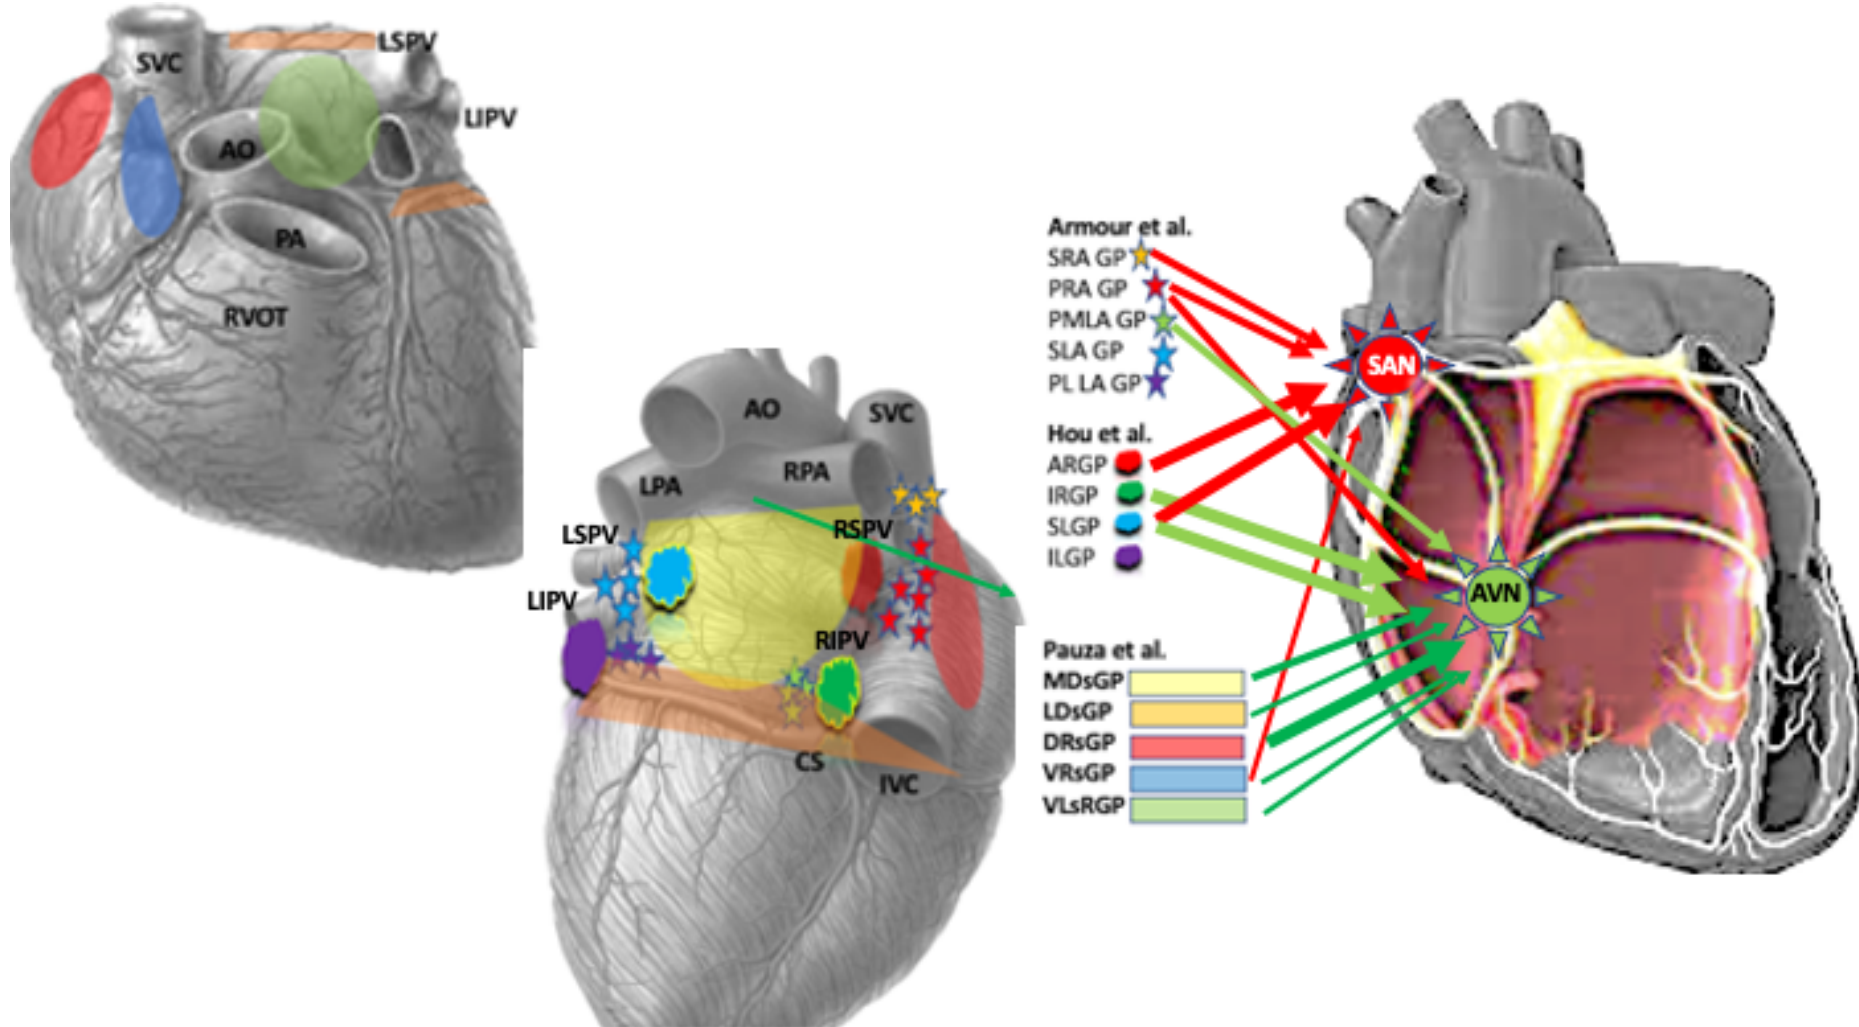 SVC
LSPV
LIPV
AO
PA
RVOT
AO
SVC
LPA
RPA
LSPV
RSPV
LIPV
RIPV
CS
IVC
Armour et al.
SRA GP
PRA GP
PMLA GP
SLA GP
PL LA GP
Hou et al.
ARGP
IRGP
SLGP
ILGP
Pauza et al.
MDsGP
LDsGP
DRsGP
VRsGP
VLsRGP
SAN
AVN